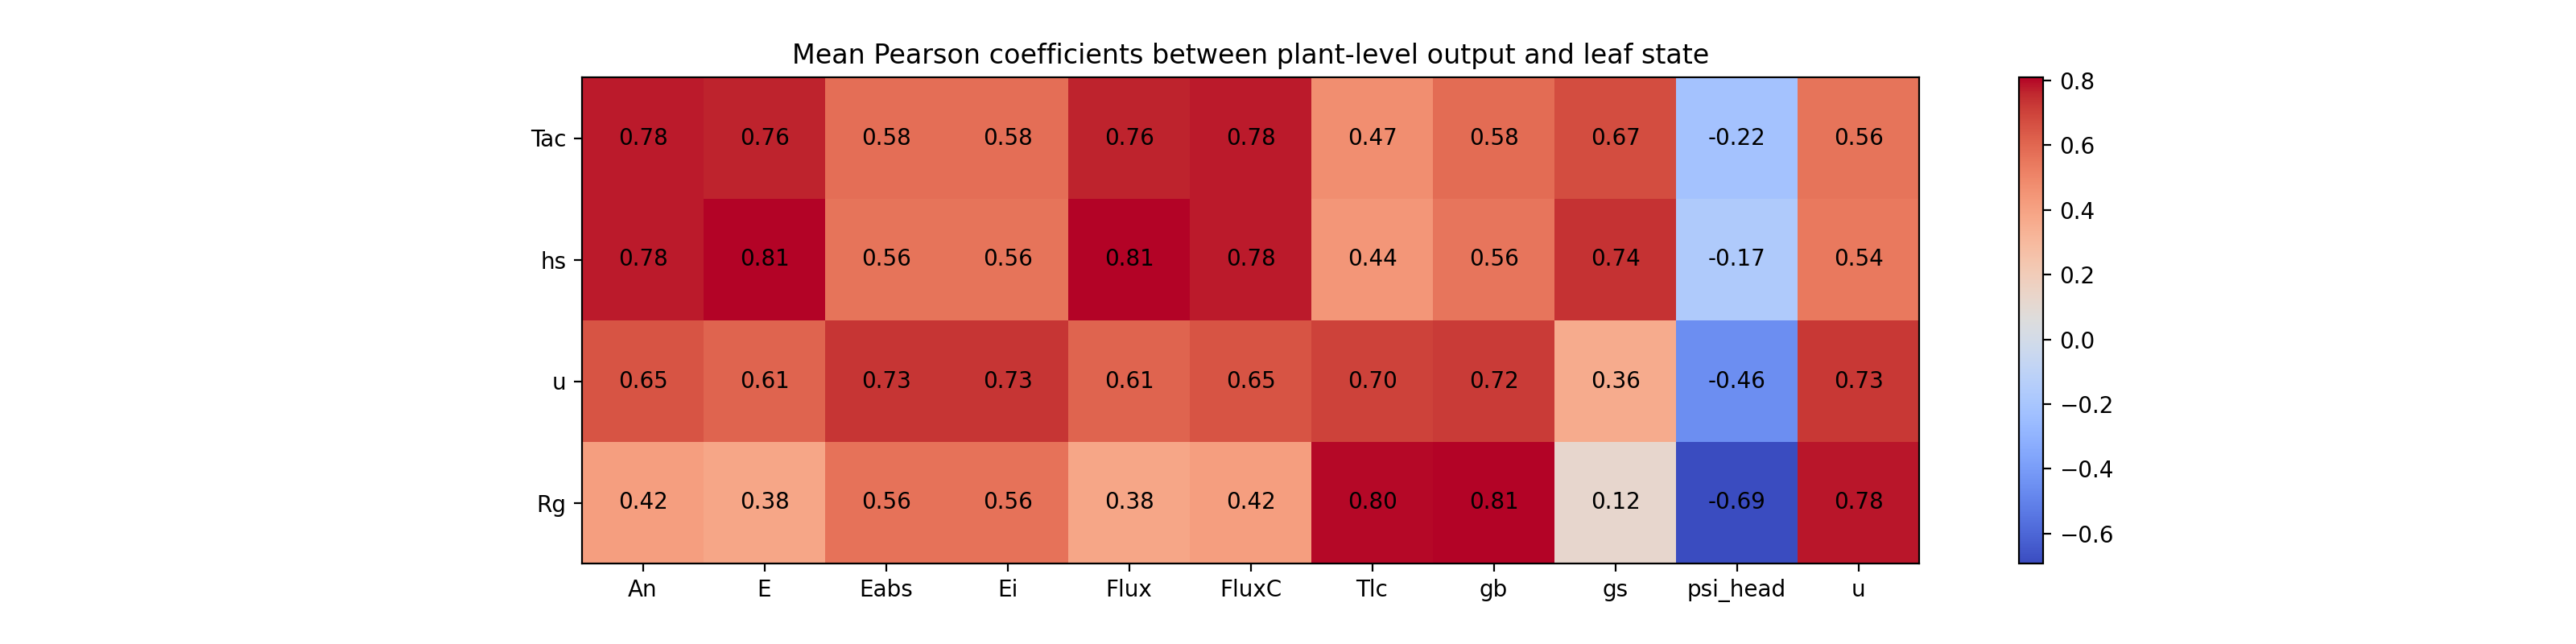 Mean Pearson coefficients between plant-level output and leaf state
Tac 0.78 0.76 0.58 0.58 0.76 0.78 0.47 0.58 0.67 -0.22 0.56
hs 0.78 0.81 0.56 0.56 0.81 0.78 0.44 0.56 0.74 -0.17 0.54
u 0.65 0.61 0.73 0.73 0.61 0.65 0.70 0.72 0.36 -0.46 0.73
Rg 0.42 0.38 0.56 0.56 0.38 0.42 0.80 0.81 0.12 -0.69 0.78
An E Eabs Ei Flux FluxC Tlc gb gs psi_head u
0.8
0.6
0.4
0.2
0.0
−0.2
−0.4
−0.6